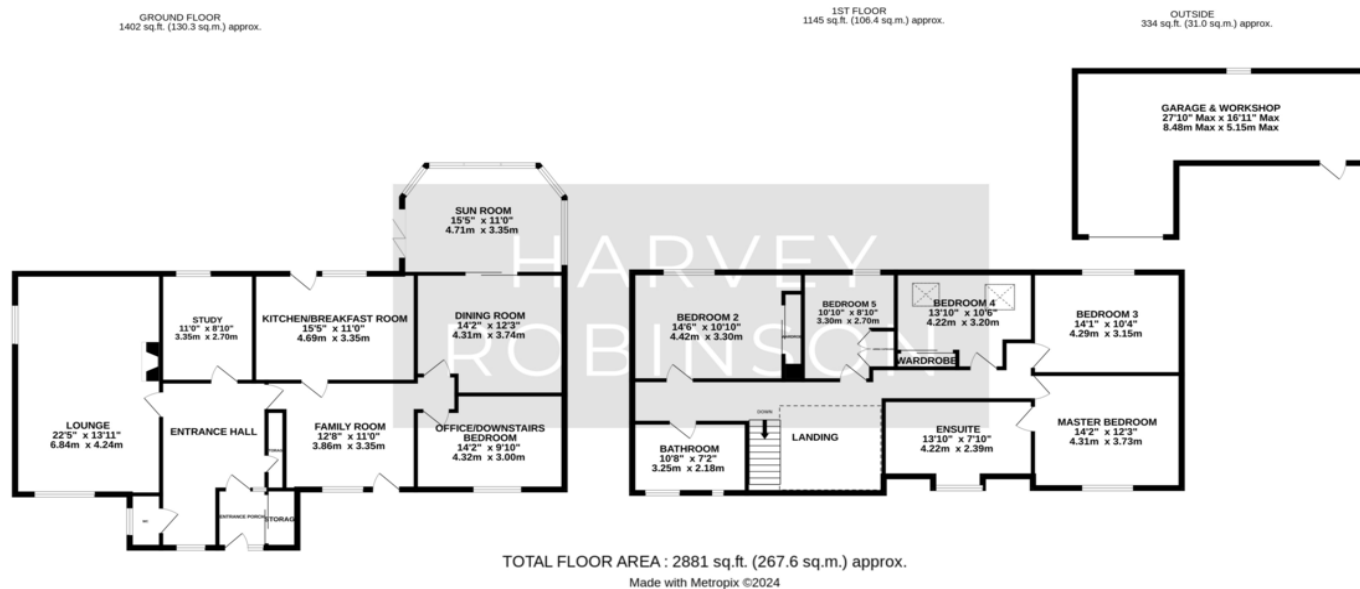 GROUND FLOOR
1402 sq.ft. (130.3 sq.m.) approx.
1ST FLOOR
1145 sq.ft. (106.4 sq.m.) approx.
OUTSIDE
334 sq.ft. (31.0 sq.m.) approx.
GARAGE & WORKSHOP
27'10" Max x 16'11" Max
8.48m Max x 5.15m Max
SUN ROOM
15'5" x 11'0"
4.71m x 3.35m
HARVEY
ROBINSON
STUDY
11'0" x 8'10"
3.35m x 2.70m
KITCHEN/BREAKFAST ROOM
15'5" x 11'0"
4.69m x 3.35m
DINING ROOM
14'2" x 12'3"
4.31m x 3.74m
LOUNGE
22'5" x 13'11"
6.84m x 4.24m
ENTRANCE HALL
FAMILY ROOM
12'8" x 11'0"
3.86m x 3.35m
OFFICE/DOWNSTAIRS
BEDROOM
14'2" x 9'10"
4.32m x 3.00m
ENTRANCE PORCH
STORAG
WC
BEDROOM 2
14'6" x 10'10"
4.42m x 3.30m
BEDROOM 5
10'10" x 8'10"
3.30m x 2.70m
BEDROOM 4
13'10" x 10'6"
4.22m x 3.20m
WARDROBE
BEDROOM 3
14'1" x 10'4"
4.29m x 3.15m
DOWN
LANDING
BATHROOM
10'8" x 7'2"
3.25m x 2.18m
ENSUITE
13'10" x 7'10"
4.22m x 2.39m
MASTER BEDROOM
14'2" x 12'3"
4.31m x 3.73m
TOTAL FLOOR AREA : 2881 sq.ft. (267.6 sq.m.) approx.
Made with Metropix ©2024